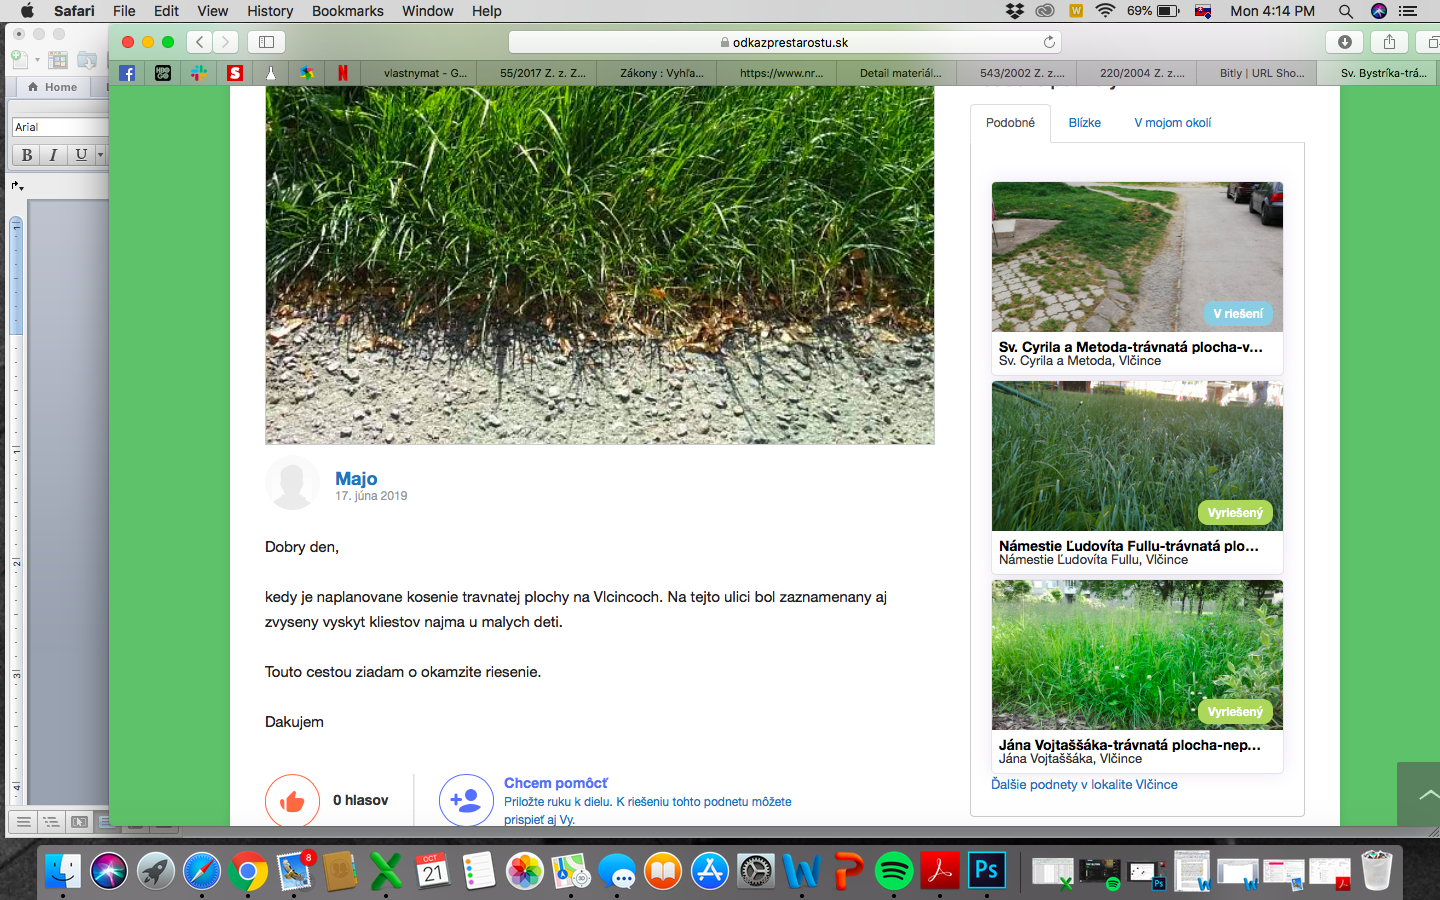 Safari File Edit View History Bookmarks Window Help
W
69%
Mon 4:14 PM
odkazprestarostu.sk
vlastnymat - G...
55/2017 Z. z. Z...
Zákony : Vyhľa...
https://www.nr...
Detail materiál...
543/2002 Z. z....
220/2004 Z. z....
Bitly | URL Sho...
Sv. Bystríka-trá...
Home
Arial
B I U
Podobné
Blízke
V mojom okolí
V riešení
Sv. Cyrila a Metoda-trávnatá plocha-v...
Sv. Cyrila a Metoda, Vlčince
Vyriešený
Námestie Ľudovíta Fullu-trávnatá plo...
Námestie Ľudovíta Fullu, Vlčince
Vyriešený
Jána Vojtaššáka-trávnatá plocha-nep...
Jána Vojtaššáka, Vlčince
Ďalšie podnety v lokalite Vlčince
Majo
17. júna 2019
Dobry den,
kedy je naplanovane kosenie travnatej plochy na Vlcincoch. Na tejto ulici bol zaznamenany aj
zvyseny vyskyt kliestov najma u malych deti.
Touto cestou ziadam o okamzite riesenie.
Dakujem
0 hlasov
Chcem pomôcť
Priložte ruku k dielu. K riešeniu tohto podnetu môžete
prispieť aj Vy.
8
OCT
21
Ps